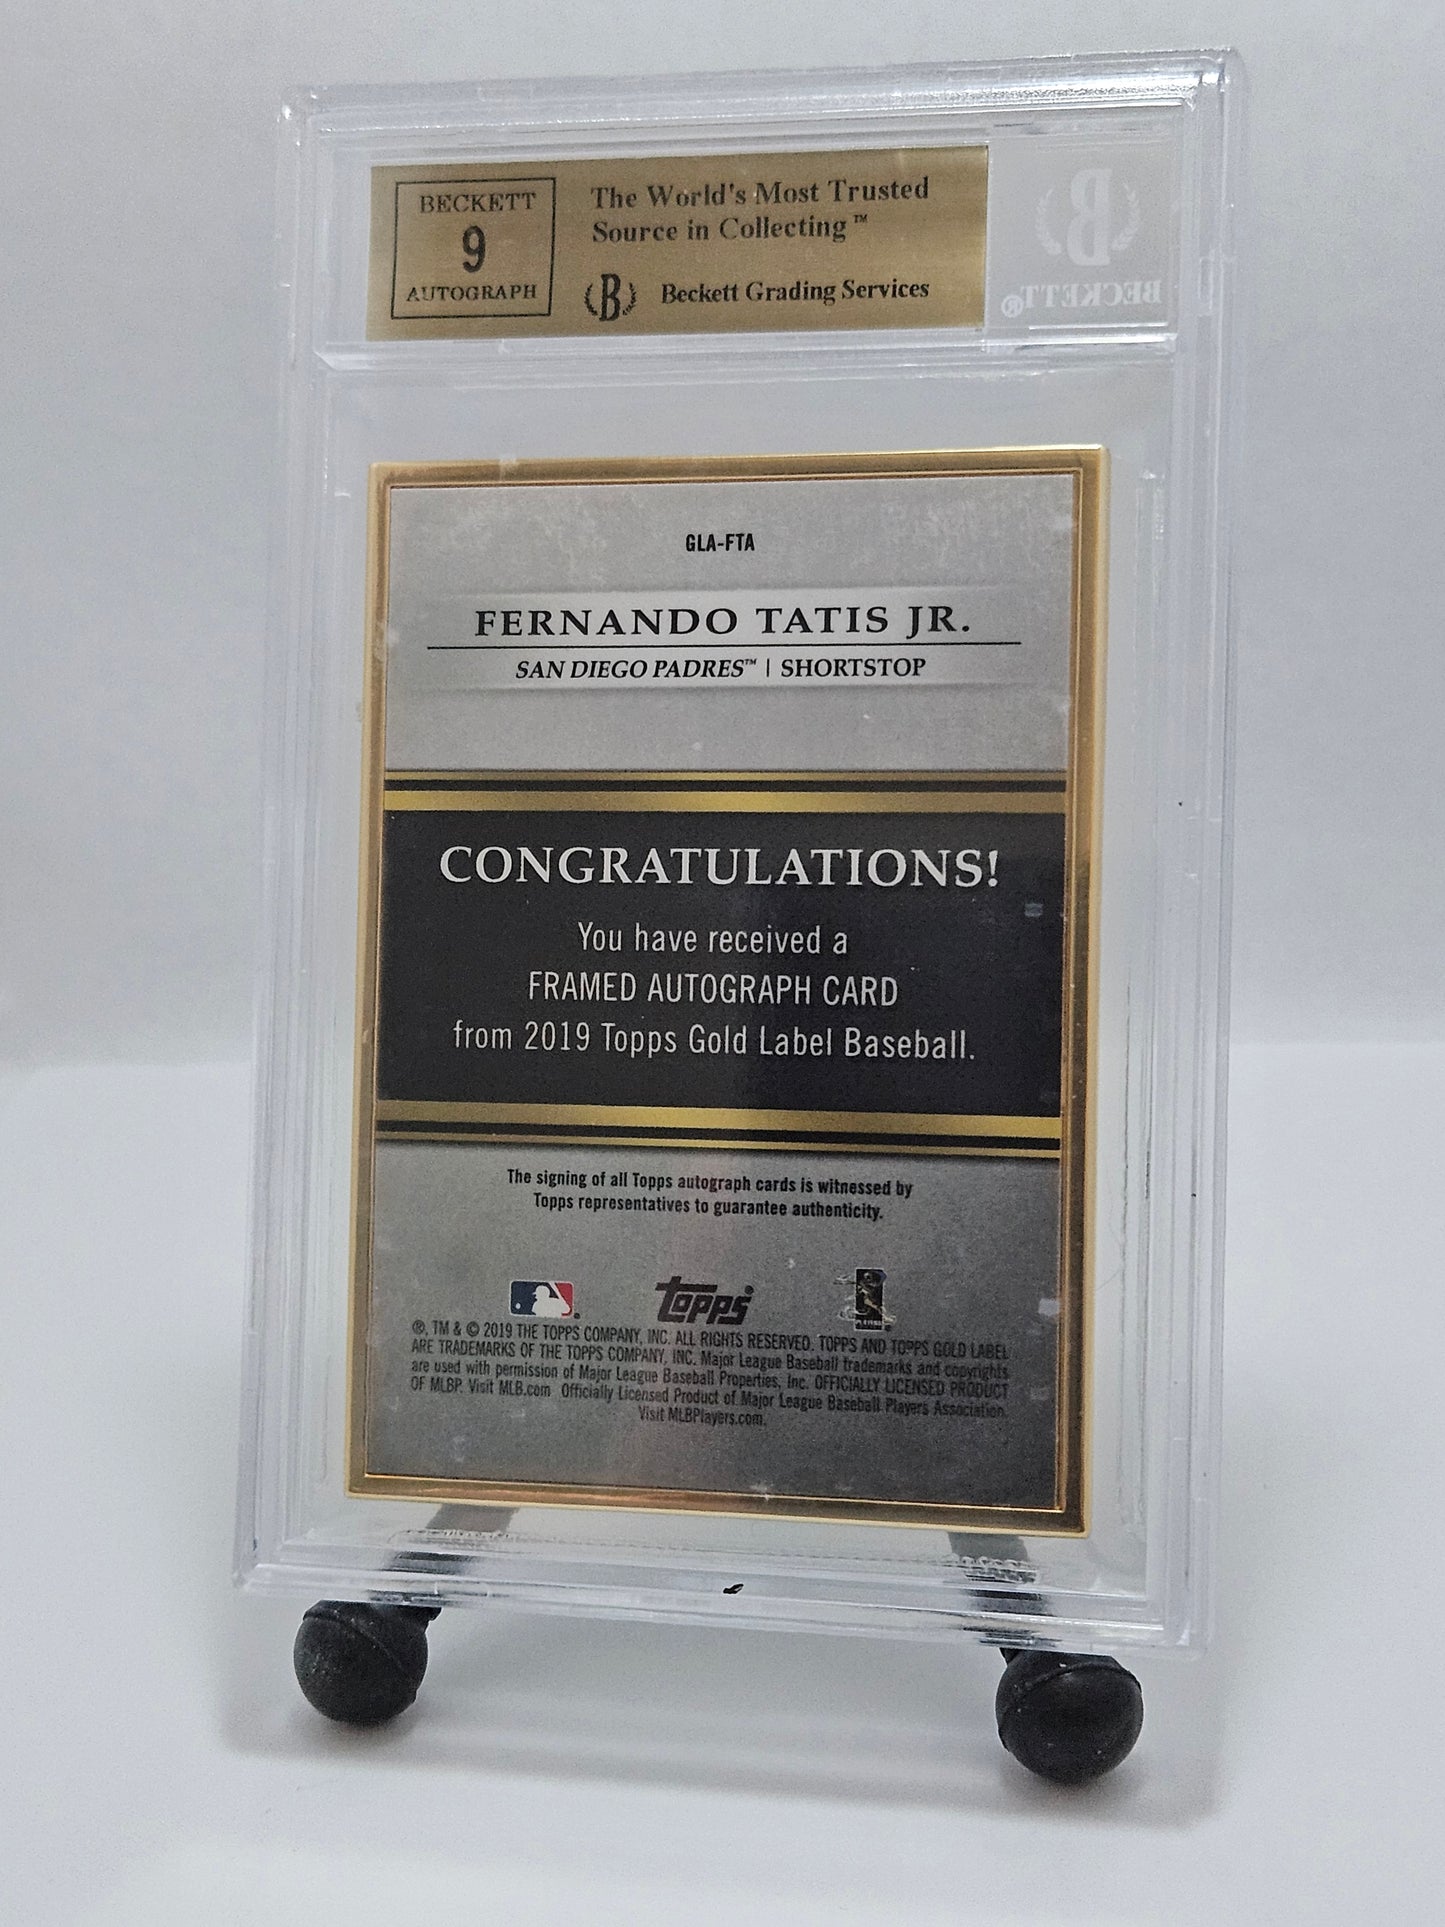 BECKETT
9
AUTOGRAPH
The World's Most Trusted
Source in Collecting™
B
Beckett Grading Services
B
BECKETT®
GLA-FTA
FERNANDO TATIS JR.
SAN DIEGO PADRES™ | SHORTSTOP
CONGRATULATIONS!
You have received a
FRAMED AUTOGRAPH CARD
from 2019 Topps Gold Label Baseball.
The signing of all Topps autograph cards is witnessed by
Topps representatives to guarantee authenticity.
topps®
®, TM & © 2019 THE TOPPS COMPANY, INC. ALL RIGHTS RESERVED. TOPPS AND TOPPS GOLD LABEL
ARE TRADEMARKS OF THE TOPPS COMPANY, INC. Major League Baseball trademarks and copyrights
are used with permission of Major League Baseball Properties, Inc. OFFICIALLY LICENSED PRODUCT
OF MLBP. Visit MLB.com Officially Licensed Product of Major League Baseball Players Association.
Visit MLBPlayers.com.